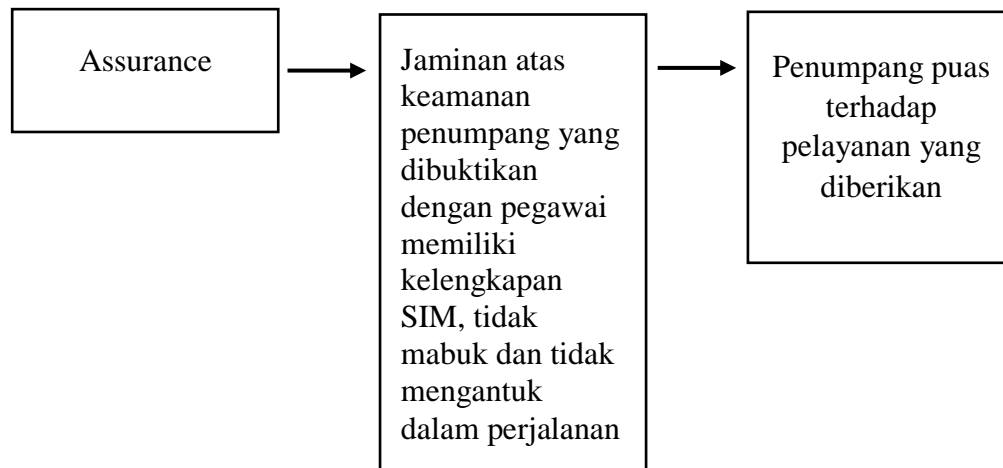 Assurance
Jaminan atas
keamanan
penumpang yang
dibuktikan
dengan pegawai
memiliki
kelengkapan
SIM, tidak
mabuk dan tidak
mengantuk
dalam perjalanan
Penumpang puas
terhadap
pelayanan yang
diberikan